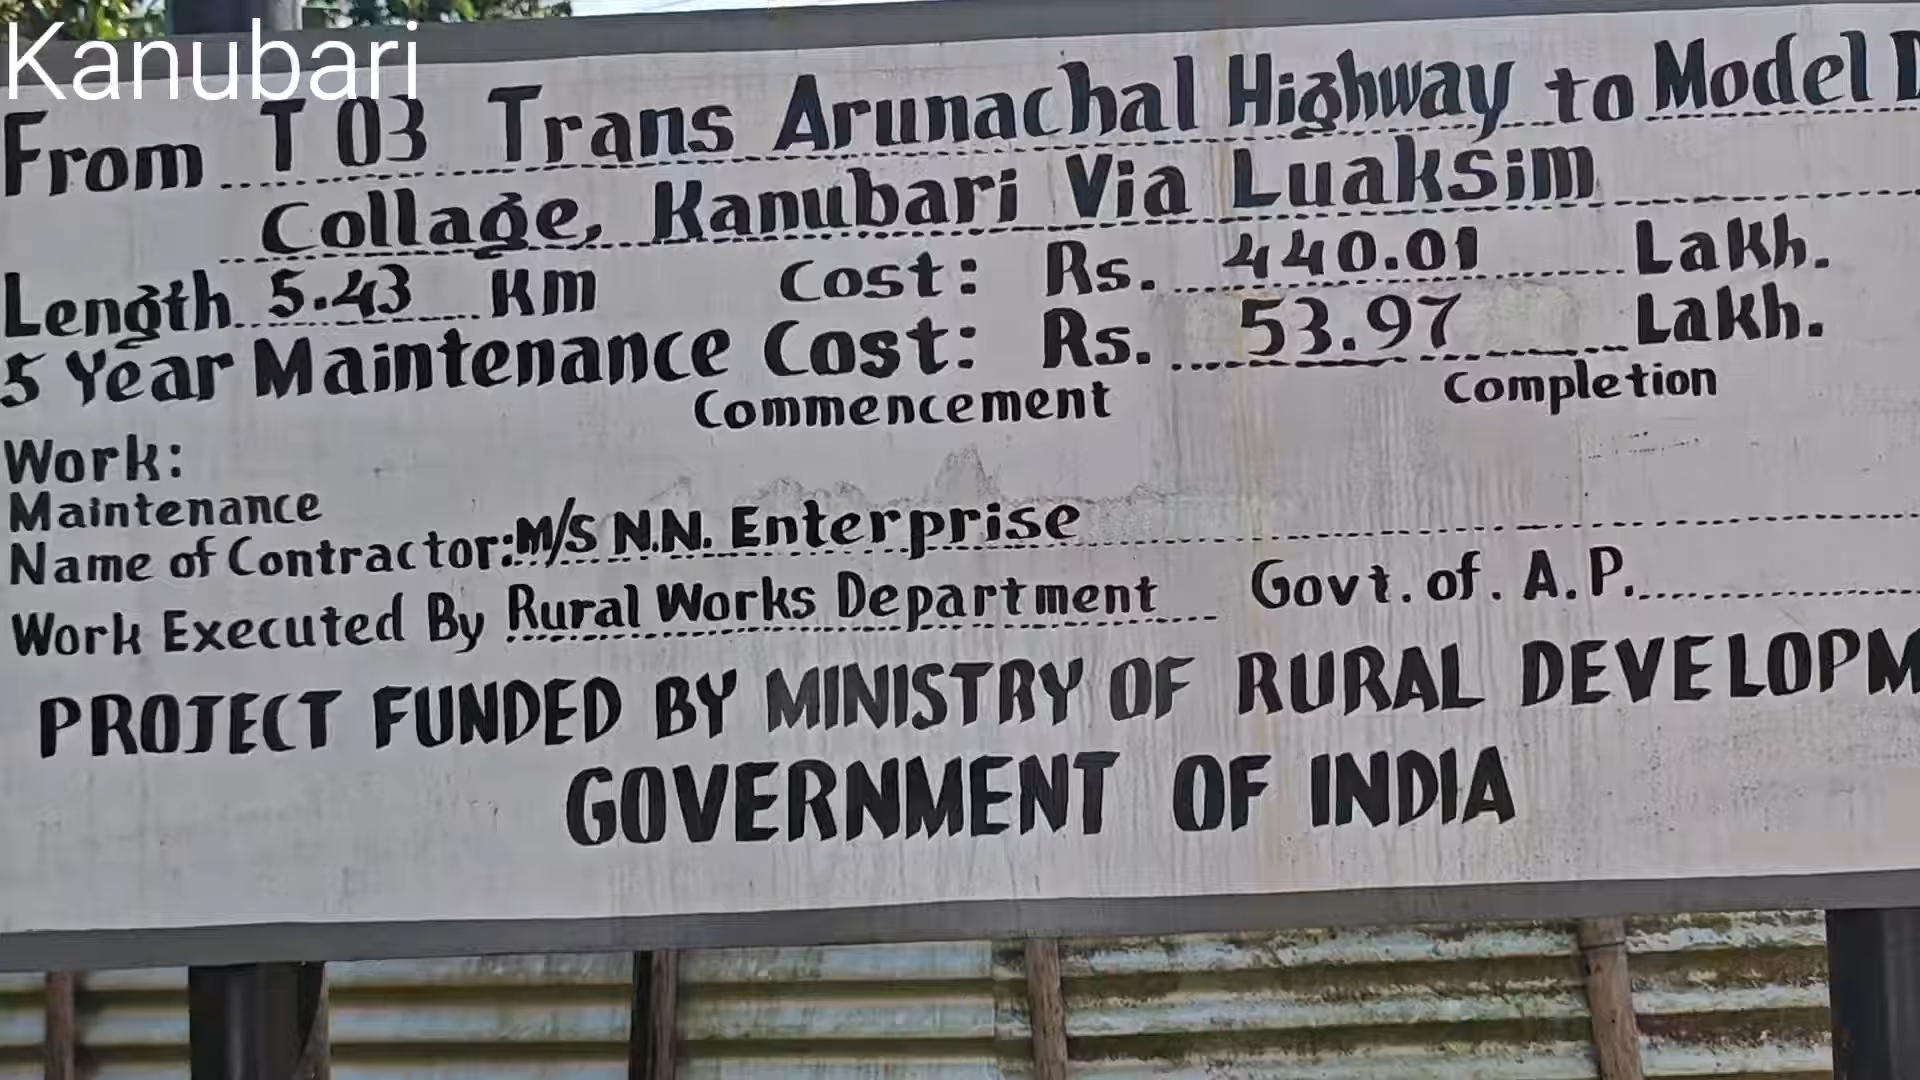 Kanubari
From T 03 Trans Arunachal Highway to Model
Collage, Kanubari Via Luaksim
Length 5.43 Km Cost: Rs. 440.01 Lakh.
5 Year Maintenance Cost: Rs. 53.97 Lakh.
Commencement Completion
Work:
Maintenance
Name of Contractor: M/S N.N. Enterprise
Work Executed By Rural Works Department Govt. of. A.P.
PROJECT FUNDED BY MINISTRY OF RURAL DEVELOPM
GOVERNMENT OF INDIA